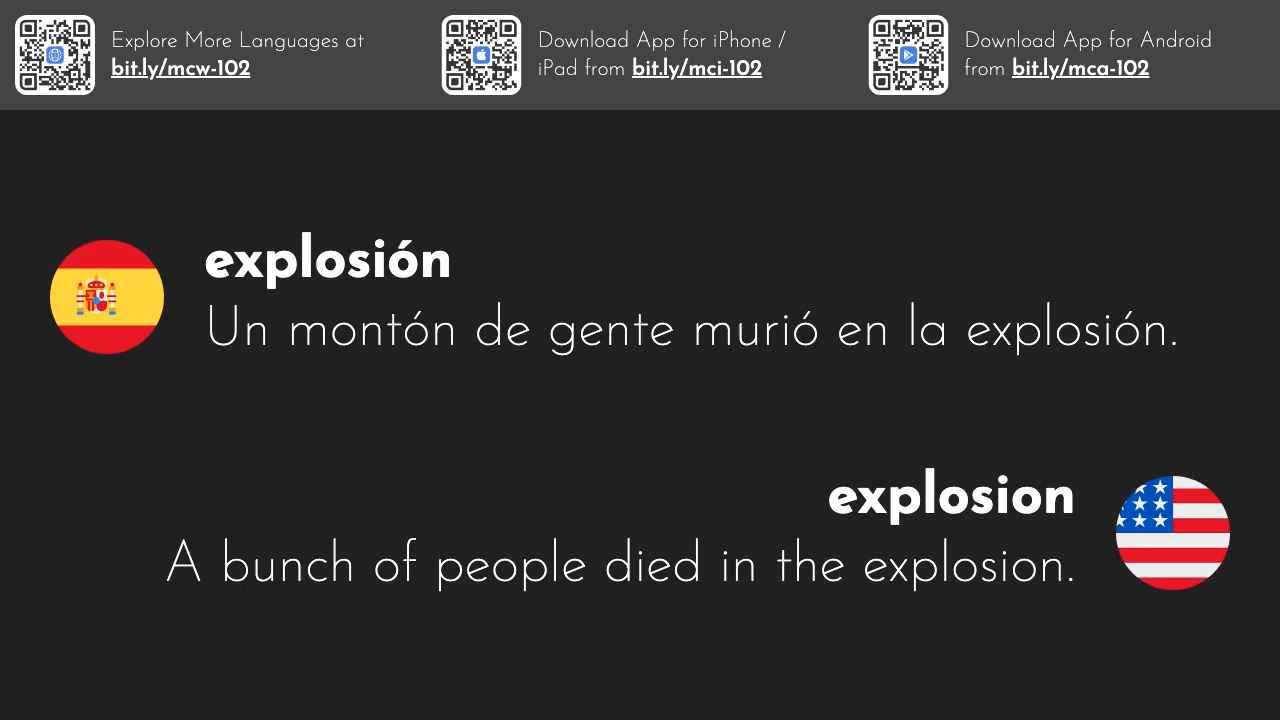 Explore More Languages at
bit.ly/mcw-102
Download App for iPhone /
iPad from bit.ly/mci-102
Download App for Android
from bit.ly/mca-102
explosión
Un montón de gente murió en la explosión.
explosion
A bunch of people died in the explosion.